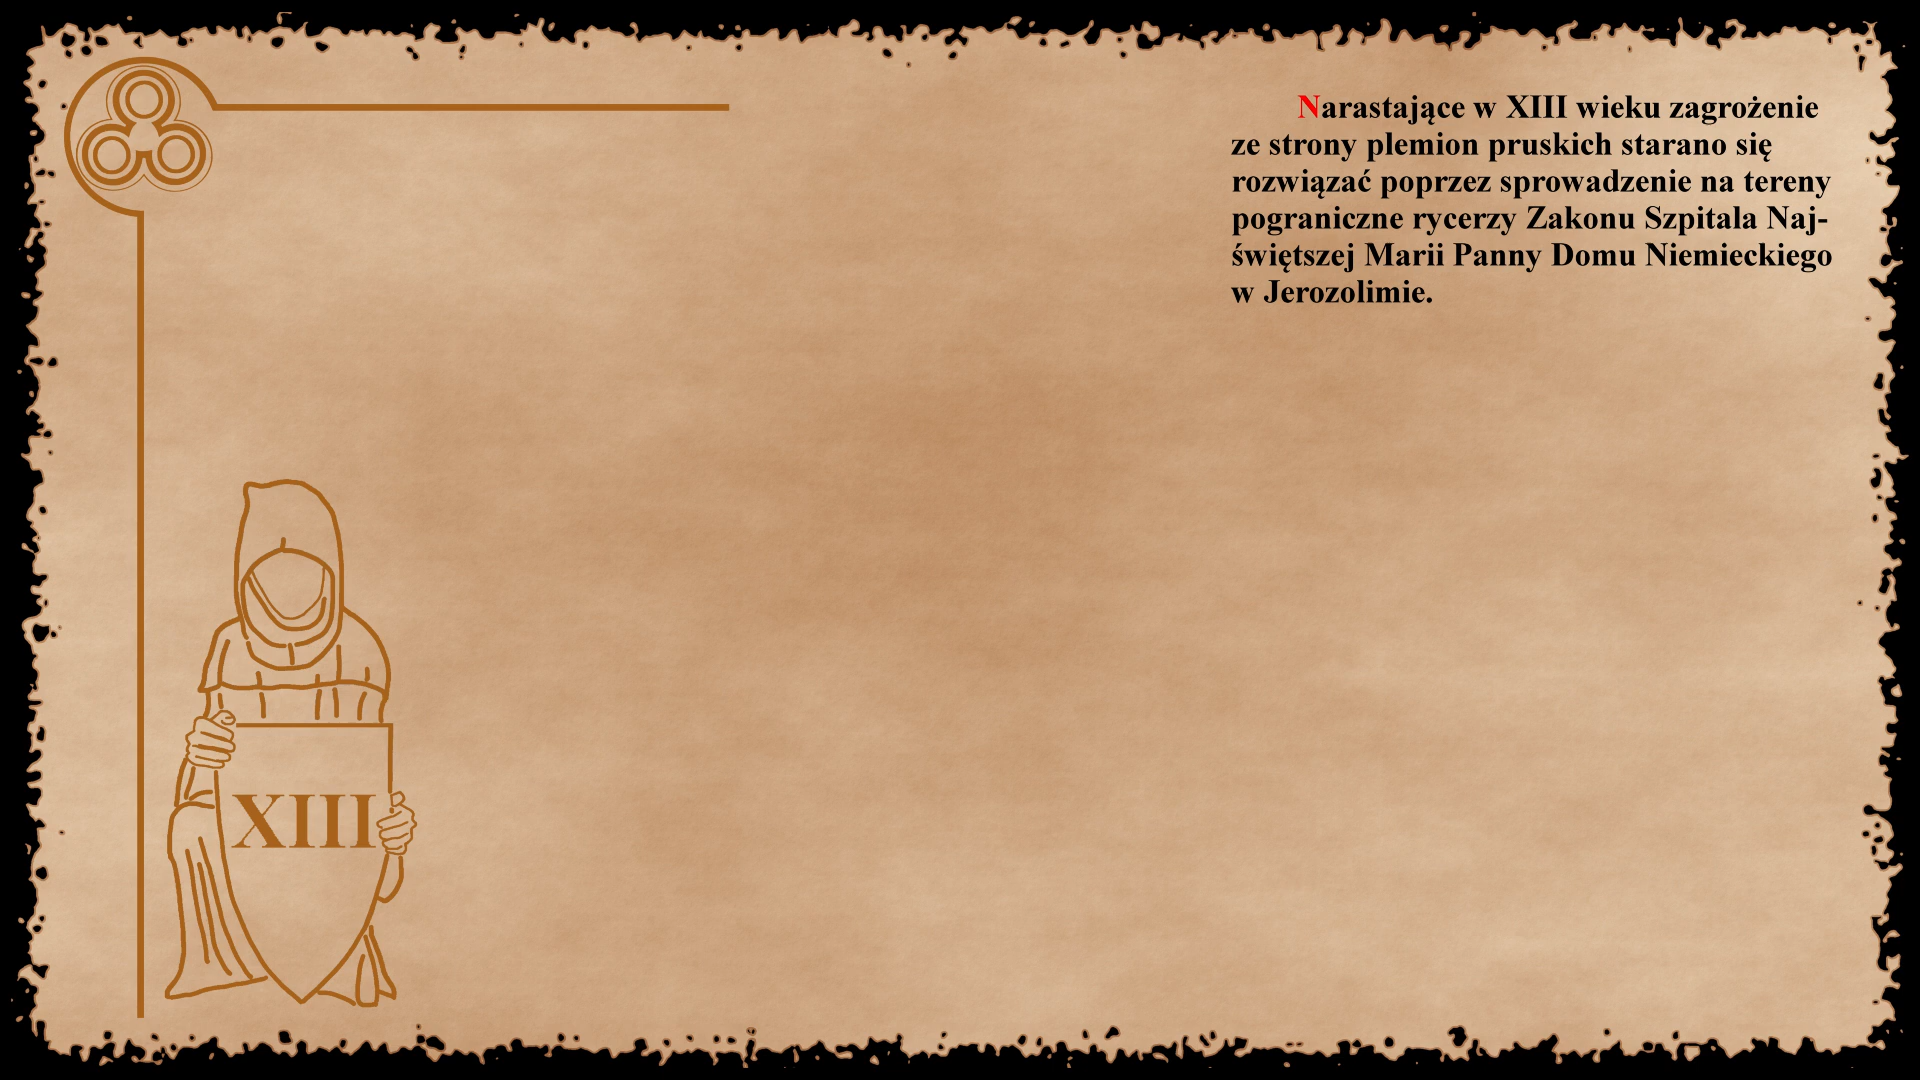 Narastające w XIII wieku zagrożenie
ze strony plemion pruskich starano się
rozwiązać poprzez sprowadzenie na tereny
pograniczne rycerzy Zakonu Szpitala Naj-
świętszej Marii Panny Domu Niemieckiego
w Jerozolimie.
XIII